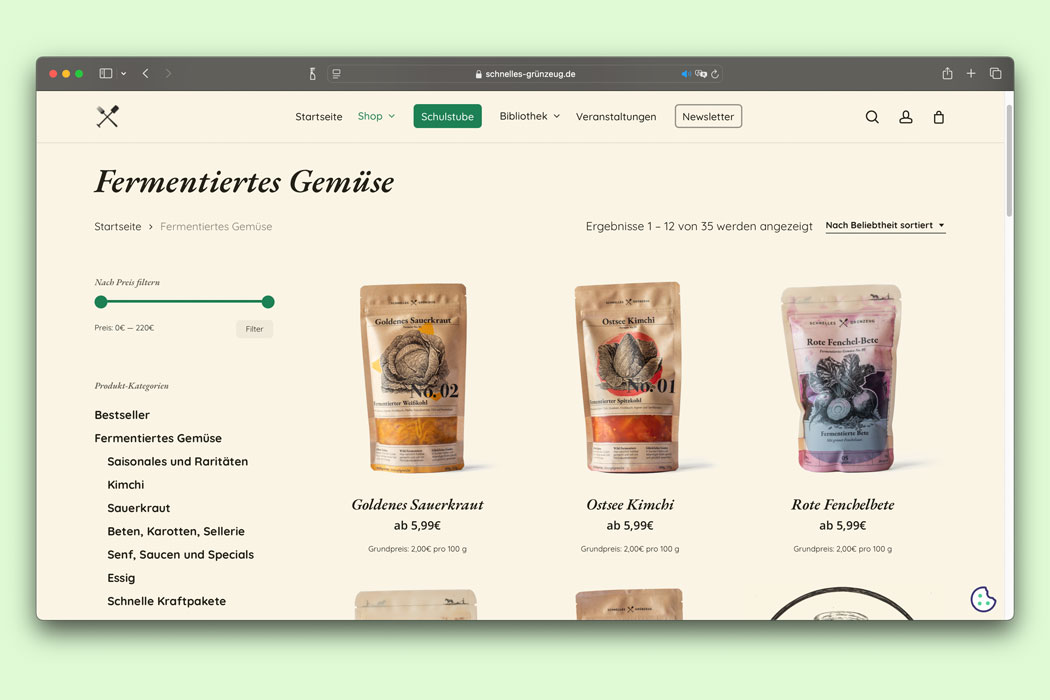 schnelles-grünzeug.de
Startseite Shop Schulstube Bibliothek Veranstaltungen Newsletter
Fermentiertes Gemüse
Startseite > Fermentiertes Gemüse
Ergebnisse 1 – 12 von 35 werden angezeigt Nach Beliebtheit sortiert
Nach Preis filtern
Preis: 0€ — 220€ Filter
Produkt-Kategorien
Bestseller
Fermentiertes Gemüse
Saisonales und Raritäten
Kimchi
Sauerkraut
Beten, Karotten, Sellerie
Senf, Saucen und Specials
Essig
Schnelle Kraftpakete
SCHNELLES GRÜNZEUG
Goldenes Sauerkraut
No. 02
Fermentierter Weißkohl
Goldenes Sauerkraut
ab 5,99€
Grundpreis: 2,00€ pro 100 g
SCHNELLES GRÜNZEUG
Ostsee Kimchi
No. 01
Fermentierter Spitzkohl
Ostsee Kimchi
ab 5,99€
Grundpreis: 2,00€ pro 100 g
SCHNELLES GRÜNZEUG
Rote Fenchel-Bete
Fermentierte Bete
Rote Fenchelbete
ab 5,99€
Grundpreis: 2,00€ pro 100 g